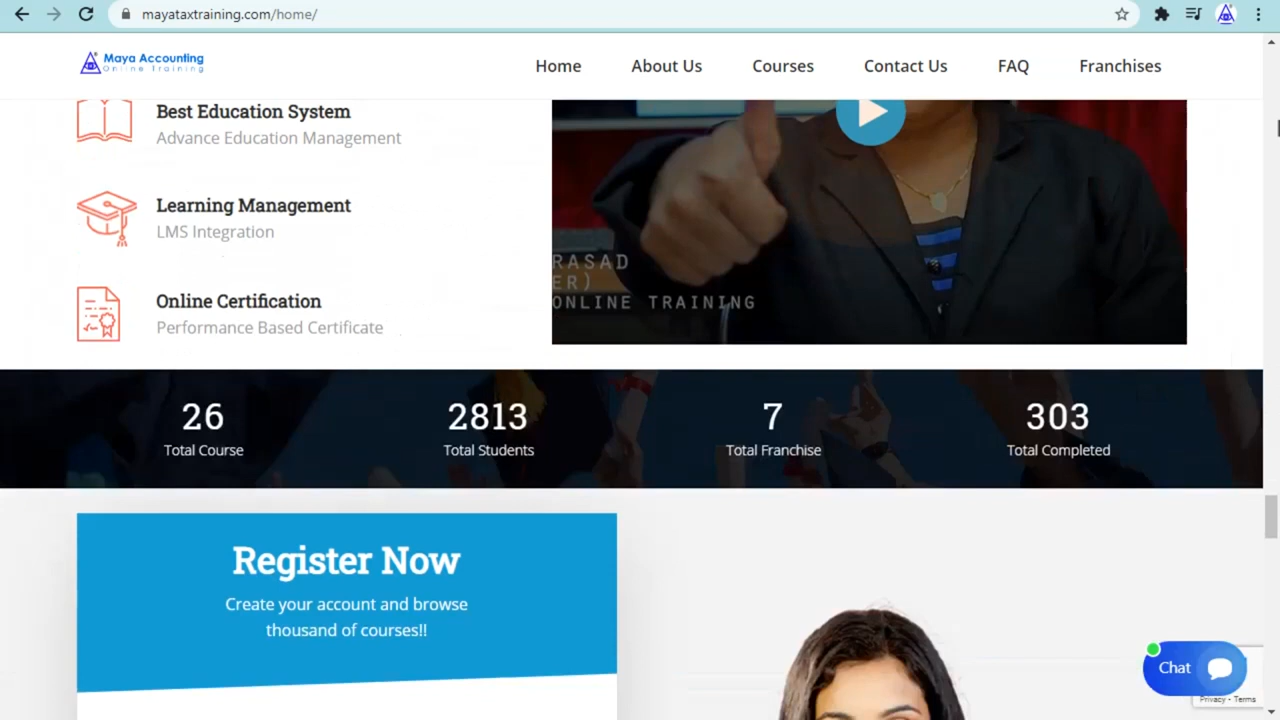 mayataxtraining.com/home/
Maya Accounting
Online Training
Home
About Us
Courses
Contact Us
FAQ
Franchises
Best Education System
Advance Education Management
Learning Management
LMS Integration
Online Certification
Performance Based Certificate
RASAD
ER)
ONLINE TRAINING
26
Total Course
2813
Total Students
7
Total Franchise
303
Total Completed
Register Now
Create your account and browse
thousand of courses!!
Chat
Privacy - Terms